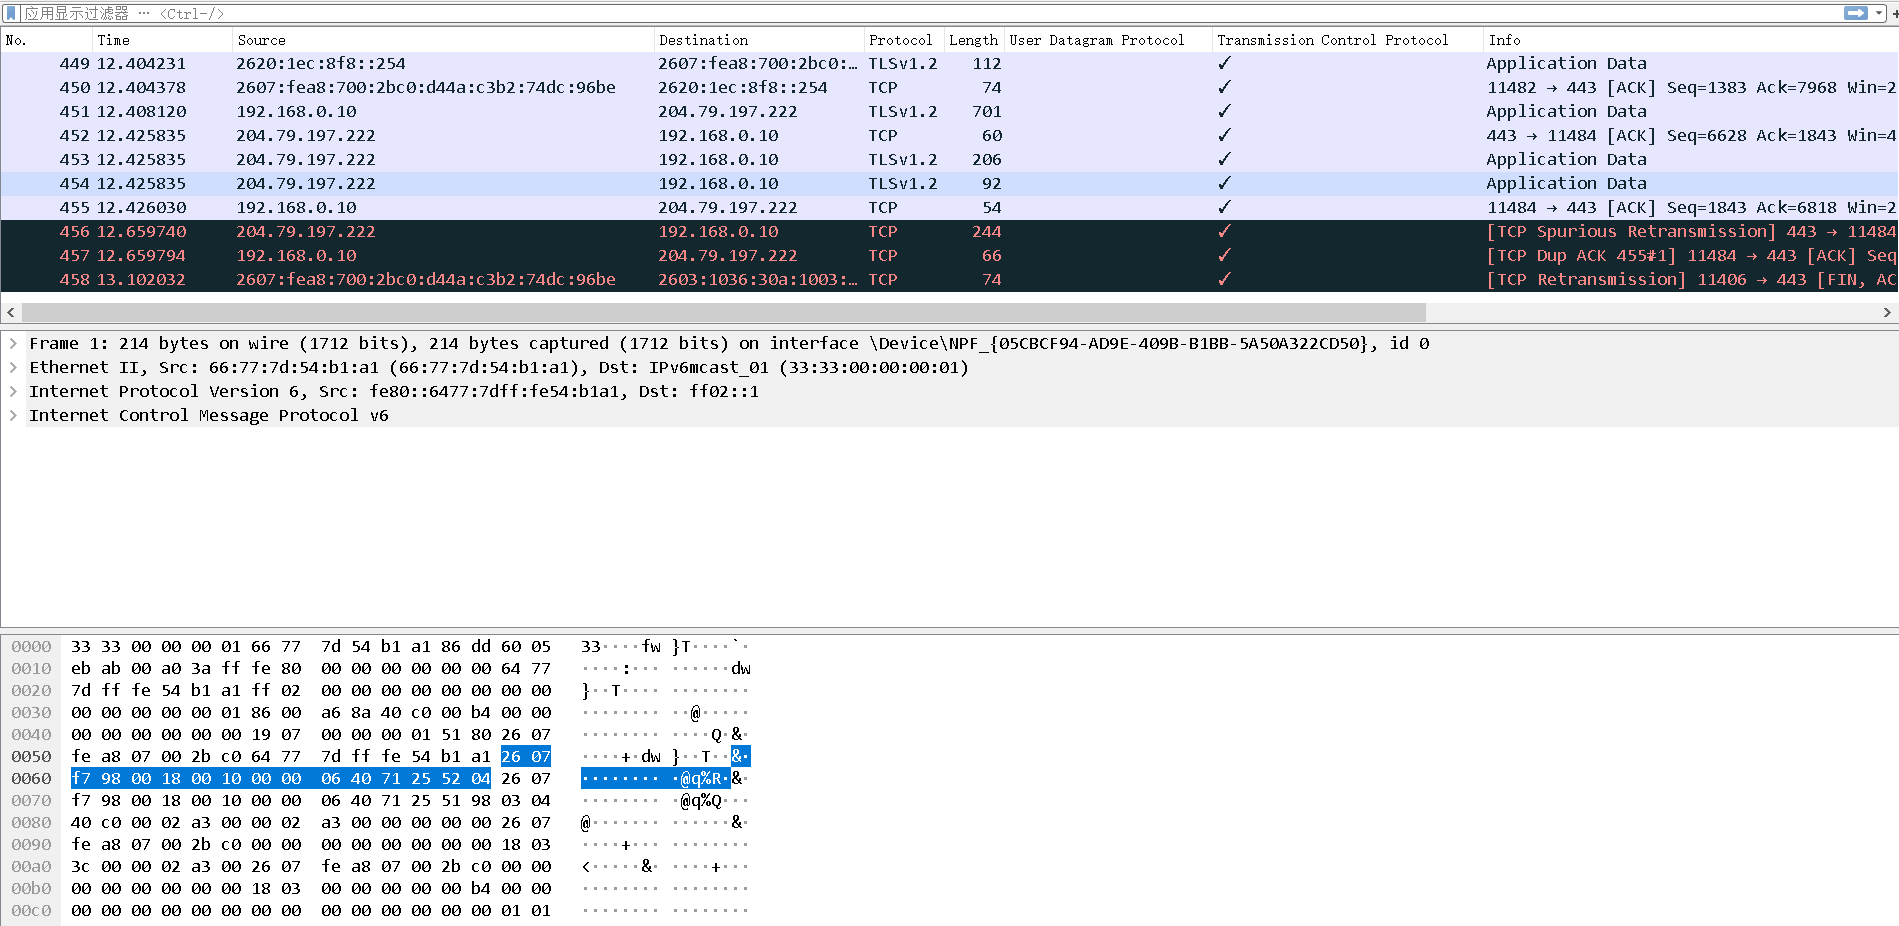 应用显示过滤器 … <Ctrl-/>
No. Time Source Destination Protocol Length User Datagram Protocol Transmission Control Protocol Info
449 12.404231 2620:1ec:8f8::254 2607:fea8:700:2bc0:… TLSv1.2 112 ✓ Application Data
450 12.404378 2607:fea8:700:2bc0:d44a:c3b2:74dc:96be 2620:1ec:8f8::254 TCP 74 ✓ 11482 → 443 [ACK] Seq=1383 Ack=7968 Win=2
451 12.408120 192.168.0.10 204.79.197.222 TLSv1.2 701 ✓ Application Data
452 12.425835 204.79.197.222 192.168.0.10 TCP 60 ✓ 443 → 11484 [ACK] Seq=6628 Ack=1843 Win=4
453 12.425835 204.79.197.222 192.168.0.10 TLSv1.2 206 ✓ Application Data
454 12.425835 204.79.197.222 192.168.0.10 TLSv1.2 92 ✓ Application Data
455 12.426030 192.168.0.10 204.79.197.222 TCP 54 ✓ 11484 → 443 [ACK] Seq=1843 Ack=6818 Win=2
456 12.659740 204.79.197.222 192.168.0.10 TCP 244 ✓ [TCP Spurious Retransmission] 443 → 11484
457 12.659794 192.168.0.10 204.79.197.222 TCP 66 ✓ [TCP Dup ACK 455#1] 11484 → 443 [ACK] Seq
458 13.102032 2607:fea8:700:2bc0:d44a:c3b2:74dc:96be 2603:1036:30a:1003:… TCP 74 ✓ [TCP Retransmission] 11406 → 443 [FIN, AC
Frame 1: 214 bytes on wire (1712 bits), 214 bytes captured (1712 bits) on interface \Device\NPF_{05CBCF94-AD9E-409B-B1BB-5A50A322CD50}, id 0
Ethernet II, Src: 66:77:7d:54:b1:a1 (66:77:7d:54:b1:a1), Dst: IPv6mcast_01 (33:33:00:00:00:01)
Internet Protocol Version 6, Src: fe80::6477:7dff:fe54:b1a1, Dst: ff02::1
Internet Control Message Protocol v6
0000 33 33 00 00 00 01 66 77 7d 54 b1 a1 86 dd 60 05 33····fw }T····`·
0010 eb ab 00 a0 3a ff fe 80 00 00 00 00 00 00 64 77 ····:··· ······dw
0020 7d ff fe 54 b1 a1 ff 02 00 00 00 00 00 00 00 00 }··T···· ········
0030 00 00 00 00 00 01 86 00 a6 8a 40 c0 00 b4 00 00 ········ ··@·····
0040 00 00 00 00 00 00 19 07 00 00 00 01 51 80 26 07 ········ ····Q·&·
0050 fe a8 07 00 2b c0 64 77 7d ff fe 54 b1 a1 26 07 ····+·dw }··T··&·
0060 f7 98 00 18 00 10 00 00 06 40 71 25 52 04 26 07 ········ ·@q%R·&·
0070 f7 98 00 18 00 10 00 00 06 40 71 25 51 98 03 04 ········ ·@q%Q···
0080 40 c0 00 02 a3 00 00 02 a3 00 00 00 00 00 26 07 @······· ······&·
0090 fe a8 07 00 2b c0 00 00 00 00 00 00 00 00 18 03 ····+··· ········
00a0 3c 00 00 02 a3 00 26 07 fe a8 07 00 2b c0 00 00 <·····&· ····+···
00b0 00 00 00 00 00 00 18 03 00 00 00 00 00 b4 00 00 ········ ········
00c0 00 00 00 00 00 00 00 00 00 00 00 00 00 00 01 01 ········ ········